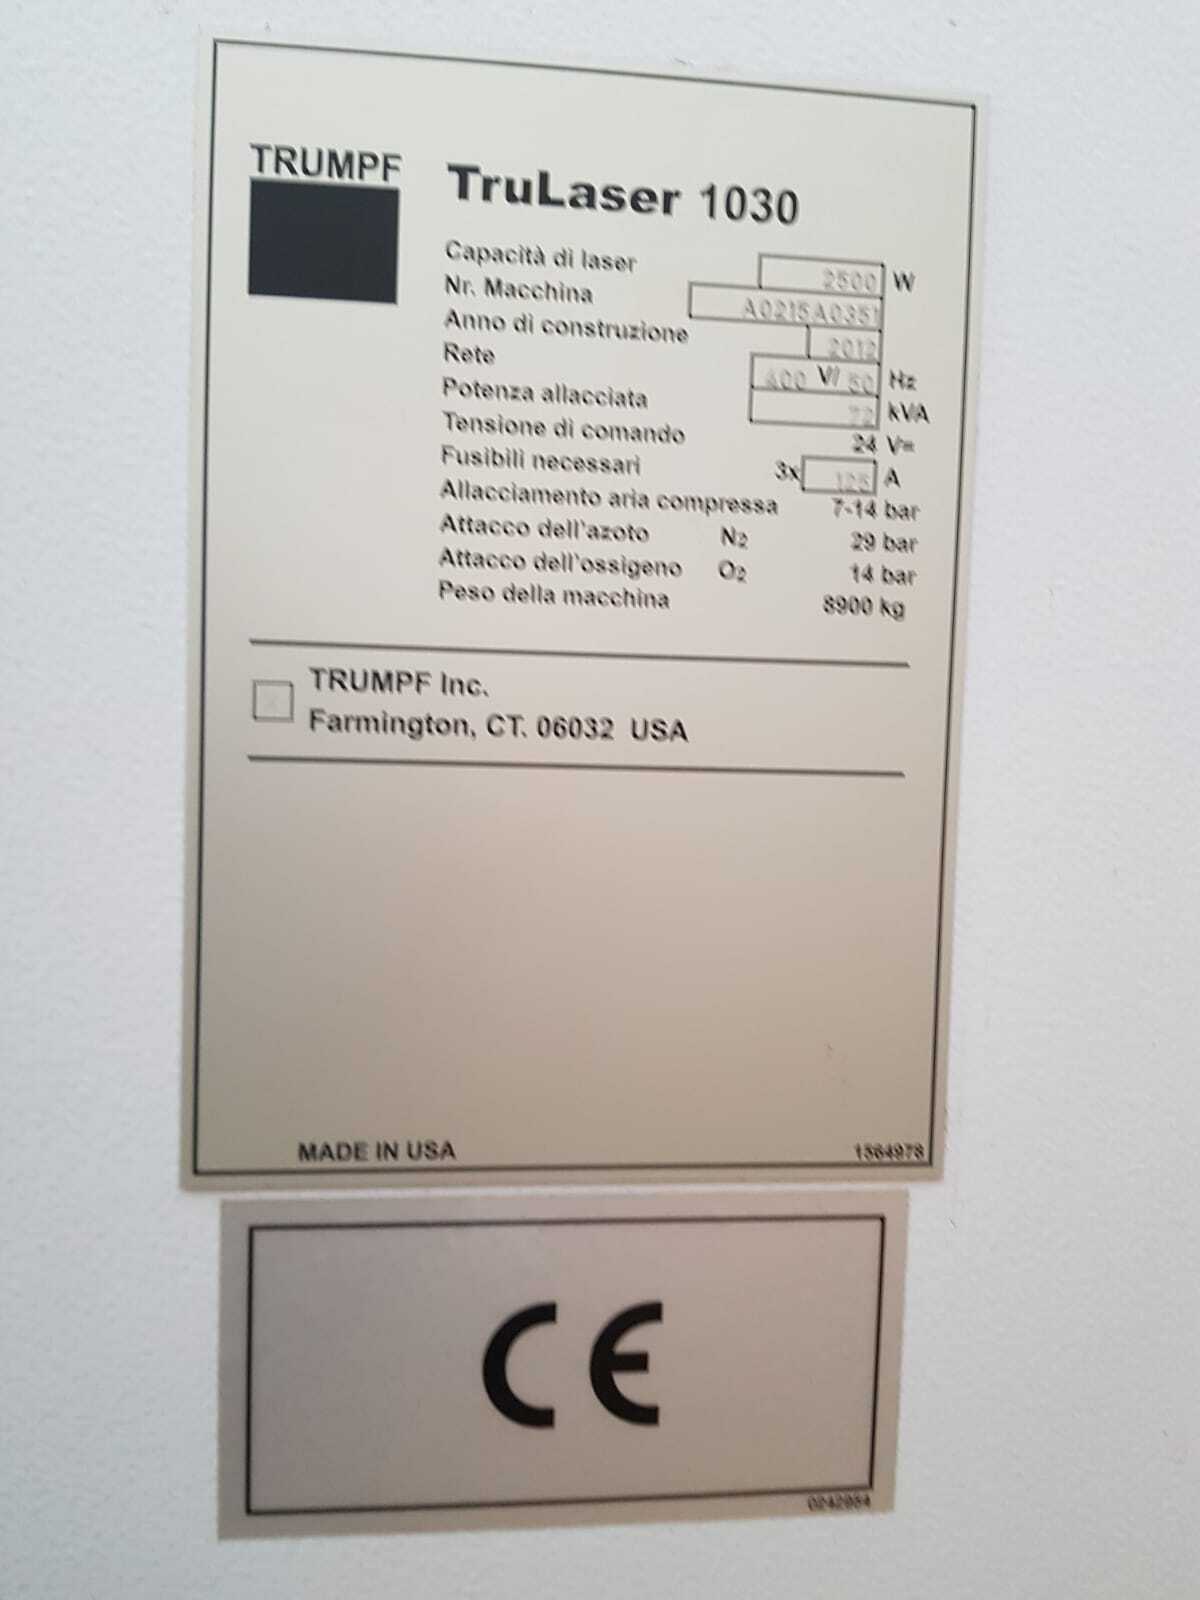 TRUMPF
TruLaser 1030
Capacità di laser 2500 W
Nr. Macchina A0215A0351
Anno di construzione 2012
Rete 400 V/ 50 Hz
Potenza allacciata 72 kVA
Tensione di comando 24 V=
Fusibili necessari 3x 125 A
Allacciamento aria compressa 7-14 bar
Attacco dell'azoto N2 29 bar
Attacco dell'ossigeno O2 14 bar
Peso della macchina 8900 kg
TRUMPF Inc.
Farmington, CT. 06032 USA
MADE IN USA 1364978
CE
0242984